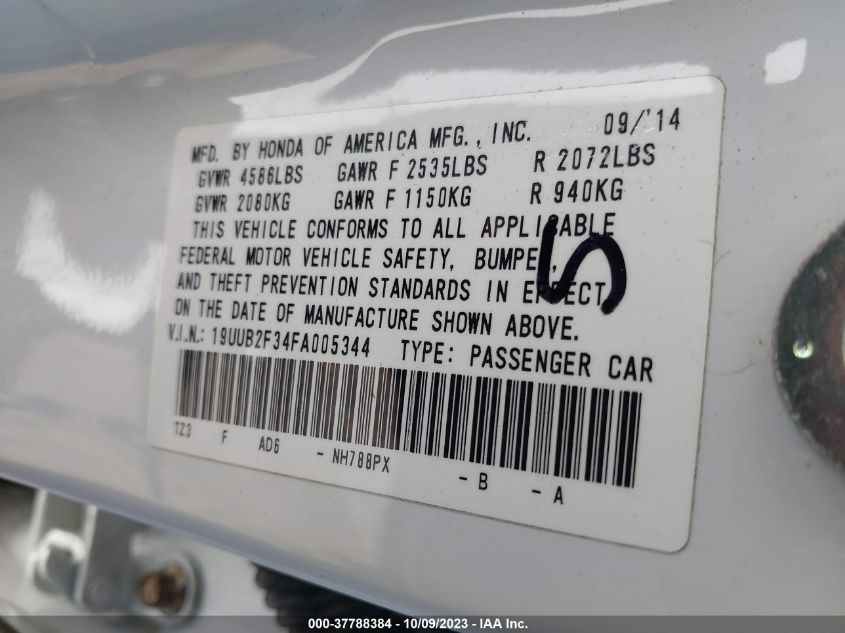 MFD. BY HONDA OF AMERICA MFG., INC. 09/'14
GVWR 4586LBS GAWR F 2535LBS R 2072LBS
GVWR 2080KG GAWR F 1150KG R 940KG
THIS VEHICLE CONFORMS TO ALL APPLICABLE
FEDERAL MOTOR VEHICLE SAFETY, BUMPER,
AND THEFT PREVENTION STANDARDS IN EFFECT
ON THE DATE OF MANUFACTURE SHOWN ABOVE.
V.I.N.: 19UUB2F34FA005344 TYPE: PASSENGER CAR
TZ3 F AD6 - NH788PX - B - A
5
000-37788384 - 10/09/2023 - IAA Inc.